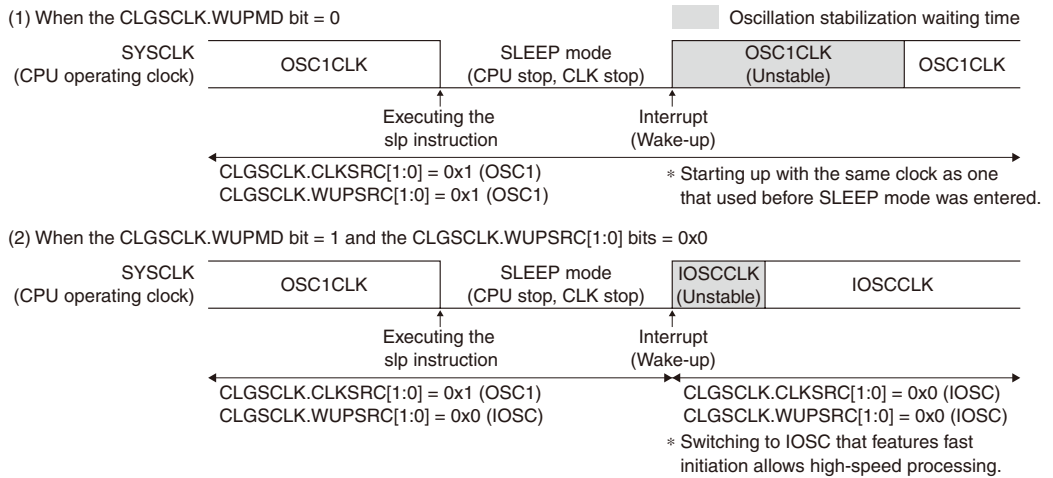 (1) When the CLGSCLK.WUPMD bit = 0
Oscillation stabilization waiting time
SYSCLK
(CPU operating clock)
OSC1CLK
SLEEP mode
(CPU stop, CLK stop)
OSC1CLK
(Unstable)
OSC1CLK
Executing the
slp instruction
Interrupt
(Wake-up)
CLGSCLK.CLKSRC[1:0] = 0x1 (OSC1)
CLGSCLK.WUPSRC[1:0] = 0x1 (OSC1)
* Starting up with the same clock as one
that used before SLEEP mode was entered.
(2) When the CLGSCLK.WUPMD bit = 1 and the CLGSCLK.WUPSRC[1:0] bits = 0x0
SYSCLK
(CPU operating clock)
OSC1CLK
SLEEP mode
(CPU stop, CLK stop)
IOSCCLK
(Unstable)
IOSCCLK
Executing the
slp instruction
Interrupt
(Wake-up)
CLGSCLK.CLKSRC[1:0] = 0x1 (OSC1)
CLGSCLK.WUPSRC[1:0] = 0x0 (IOSC)
CLGSCLK.CLKSRC[1:0] = 0x0 (IOSC)
CLGSCLK.WUPSRC[1:0] = 0x0 (IOSC)
* Switching to IOSC that features fast
initiation allows high-speed processing.